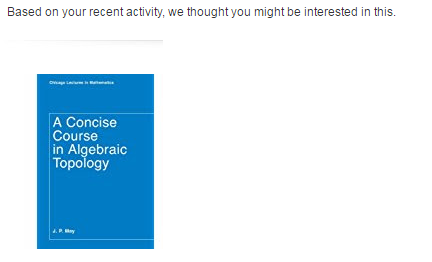 Based on your recent activity, we thought you might be interested in this.
Chicago Lectures in Mathematics
A Concise
Course
in Algebraic
Topology
J. P. May